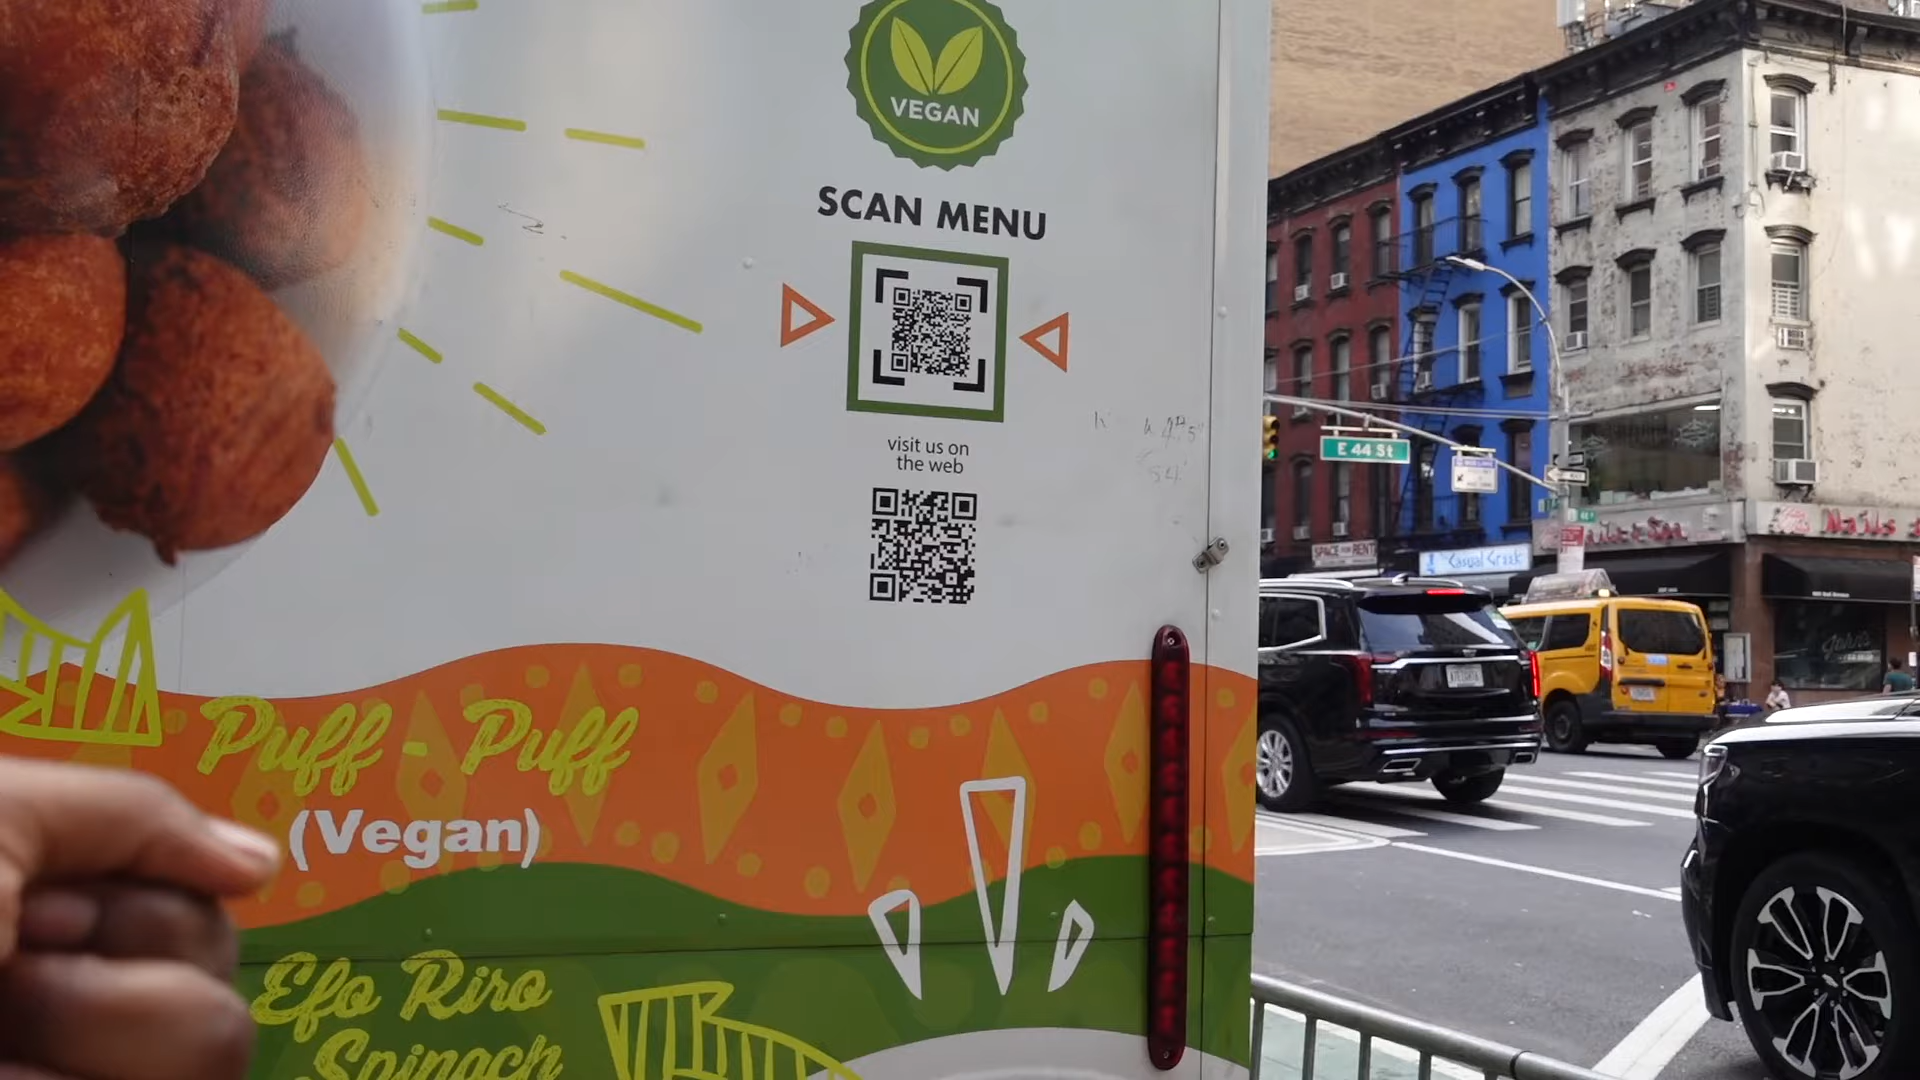 VEGAN
SCAN MENU
visit us on
the web
Puff - Puff
(Vegan)
Efo Riro
Spinach
E 44 St
SPACE FOR RENT
Casual Greek
Nails